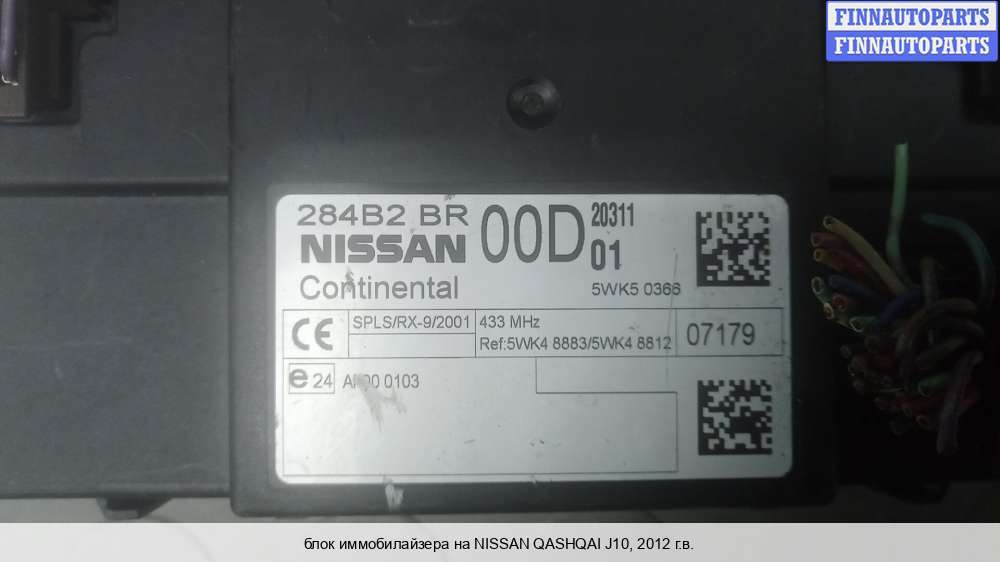 FINNAUTOPARTS
FINNAUTOPARTS
284B2 BR 00D 20311
NISSAN 01
Continental 5WK5 0366
CE SPLS/RX-9/2001 433 MHz
Ref:5WK4 8883/5WK4 8812 07179
e 24 0103
блок иммобилайзера на NISSAN QASHQAI J10, 2012 г.в.